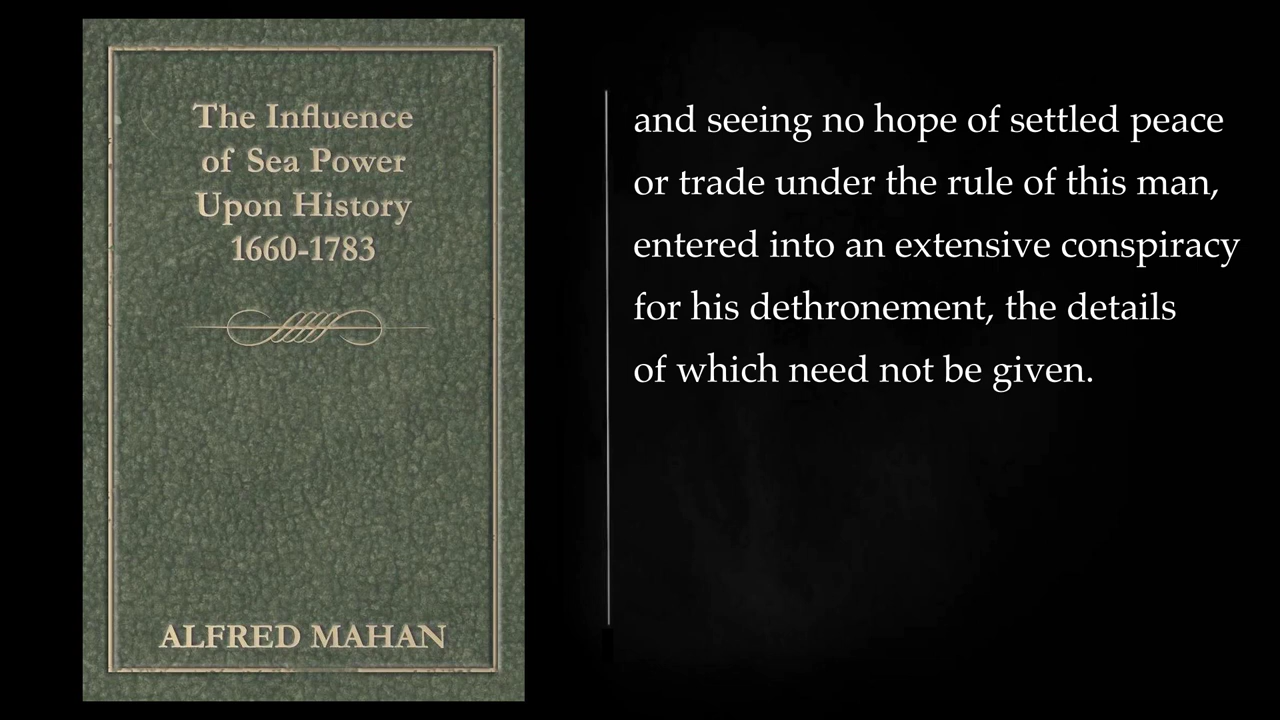 The Influence
of Sea Power
Upon History
1660-1783
ALFRED MAHAN
and seeing no hope of settled peace
or trade under the rule of this man,
entered into an extensive conspiracy
for his dethronement, the details
of which need not be given.